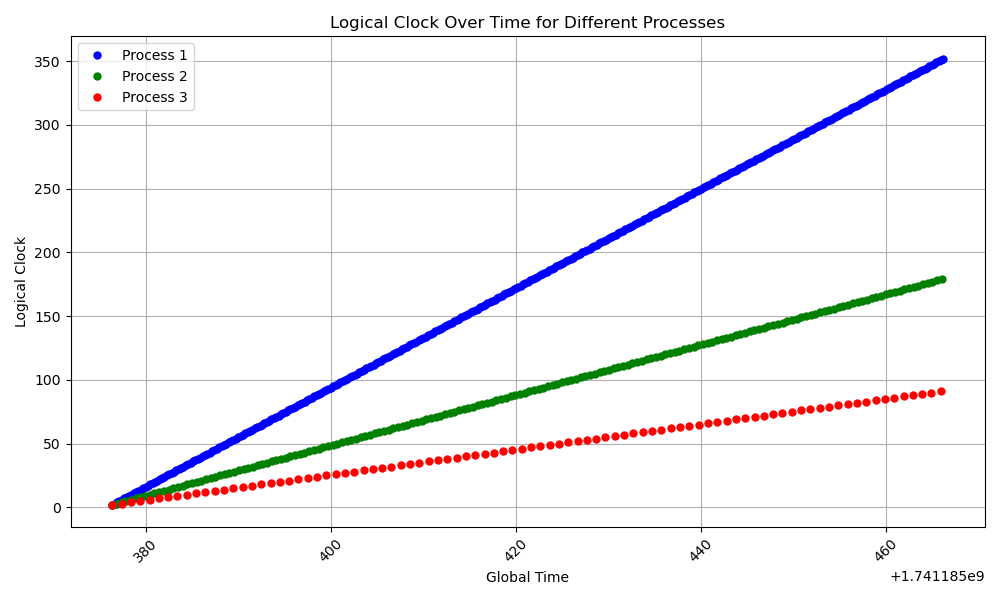 Logical Clock Over Time for Different Processes
Process 1
Process 2
Process 3
350
300
250
200
150
100
50
0
Logical Clock
380
400
420
440
460
Global Time
+1.741185e9